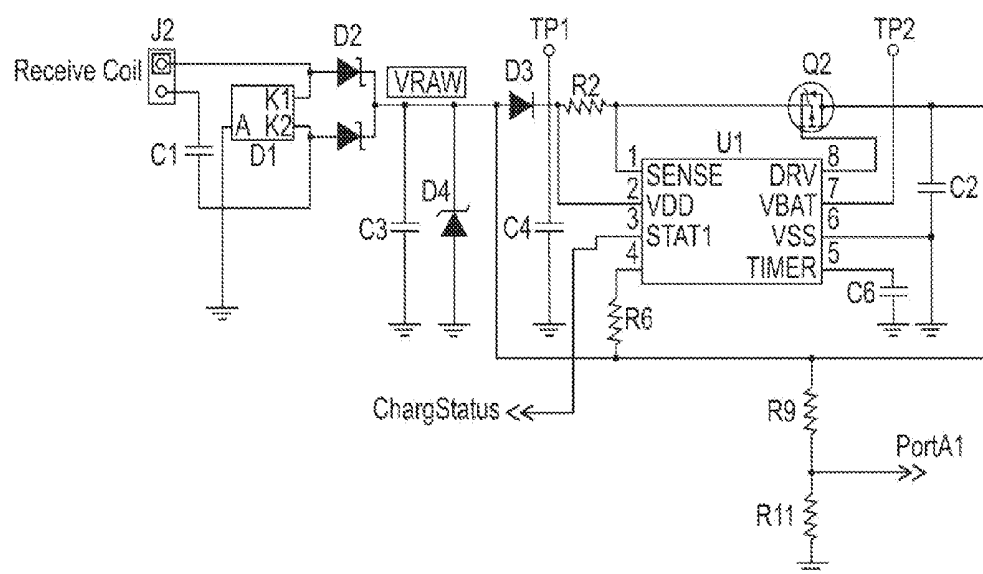 J2
Receive Coil
D2
VRAW
D3
TP1
R2
Q2
TP2
K1
A K2
D1
C1
U1
1 SENSE DRV 8
2 VDD VBAT 7
3 STAT1 VSS 6
4 TIMER 5
D4
C3
C4
C2
C6
R6
ChargStatus
R9
PortA1
R11